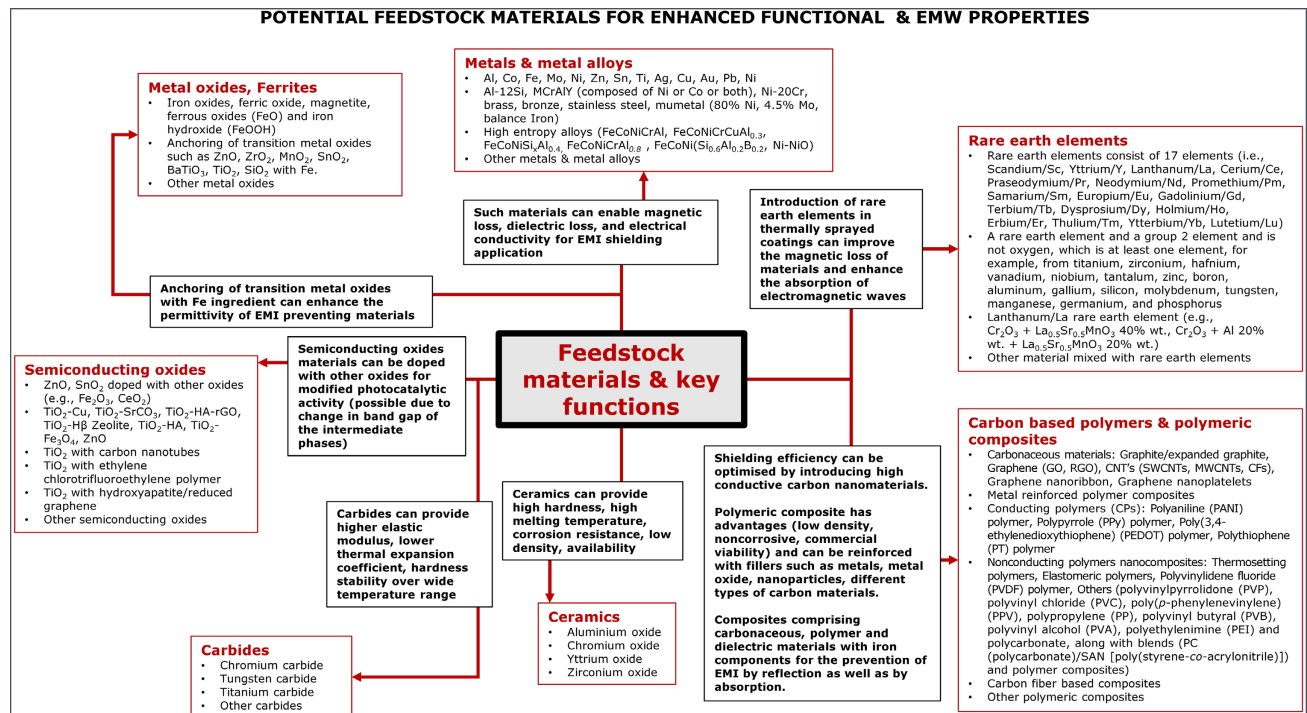 POTENTIAL FEEDSTOCK MATERIALS FOR ENHANCED FUNCTIONAL & EMW PROPERTIES
Metal oxides, Ferrites
• Iron oxides, ferric oxide, magnetite,
ferrous oxides (FeO) and iron
hydroxide (FeOOH)
• Anchoring of transition metal oxides
such as ZnO, ZrO₂, MnO₂, SnO₂,
BaTiO₃, TiO₂, SiO₂ with Fe.
• Other metal oxides
Metals & metal alloys
• Al, Co, Fe, Mo, Ni, Zn, Sn, Ti, Ag, Cu, Au, Pb, Ni
• Al-12Si, MCrAlY (composed of Ni or Co or both), Ni-20Cr,
brass, bronze, stainless steel, mumetal (80% Ni, 4.5% Mo,
balance Iron)
• High entropy alloys (FeCoNiCrAl, FeCoNiCrCuAl₀.₃,
FeCoNiSiₓAl₀.₄, FeCoNiCrAl₀.₈ , FeCoNi(Si₀.₆Al₀.₂B₀.₂, Ni-NiO)
• Other metals & metal alloys
Rare earth elements
• Rare earth elements consist of 17 elements (i.e.,
Scandium/Sc, Yttrium/Y, Lanthanum/La, Cerium/Ce,
Praseodymium/Pr, Neodymium/Nd, Promethium/Pm,
Samarium/Sm, Europium/Eu, Gadolinium/Gd,
Terbium/Tb, Dysprosium/Dy, Holmium/Ho,
Erbium/Er, Thulium/Tm, Ytterbium/Yb, Lutetium/Lu)
• A rare earth element and a group 2 element and is
not oxygen, which is at least one element, for
example, from titanium, zirconium, hafnium,
vanadium, niobium, tantalum, zinc, boron,
aluminum, gallium, silicon, molybdenum, tungsten,
manganese, germanium, and phosphorus
• Lanthanum/La rare earth element (e.g.,
Cr₂O₃ + La₀.₅Sr₀.₅MnO₃ 40% wt., Cr₂O₃ + Al 20%
wt. + La₀.₅Sr₀.₅MnO₃ 20% wt.)
• Other material mixed with rare earth elements
Such materials can enable magnetic
loss, dielectric loss, and electrical
conductivity for EMI shielding
application
Introduction of rare
earth elements in
thermally sprayed
coatings can improve
the magnetic loss of
materials and enhance
the absorption of
electromagnetic waves
Anchoring of transition metal oxides
with Fe ingredient can enhance the
permittivity of EMI preventing materials
Semiconducting oxides
materials can be doped
with other oxides for
modified photocatalytic
activity (possible due to
change in band gap of
the intermediate
phases)
Feedstock
materials & key
functions
Semiconducting oxides
• ZnO, SnO₂ doped with other oxides
(e.g., Fe₂O₃, CeO₂)
• TiO₂-Cu, TiO₂-SrCO₃, TiO₂-HA-rGO,
TiO₂-Hβ Zeolite, TiO₂-HA, TiO₂-
Fe₃O₄, ZnO
• TiO₂ with carbon nanotubes
• TiO₂ with ethylene
chlorotrifluoroethylene polymer
• TiO₂ with hydroxyapatite/reduced
graphene
• Other semiconducting oxides
Carbides can provide
higher elastic
modulus, lower
thermal expansion
coefficient, hardness
stability over wide
temperature range
Ceramics can provide
high hardness, high
melting temperature,
corrosion resistance, low
density, availability
Shielding efficiency can be
optimised by introducing high
conductive carbon nanomaterials.
Polymeric composite has
advantages (low density,
noncorrosive, commercial
viability) and can be reinforced
with fillers such as metals, metal
oxide, nanoparticles, different
types of carbon materials.
Composites comprising
carbonaceous, polymer and
dielectric materials with iron
components for the prevention of
EMI by reflection as well as by
absorption.
Carbon based polymers & polymeric
composites
• Carbonaceous materials: Graphite/expanded graphite,
Graphene (GO, RGO), CNT's (SWCNTs, MWCNTs, CFs),
Graphene nanoribbon, Graphene nanoplatelets
• Metal reinforced polymer composites
• Conducting polymers (CPs): Polyaniline (PANI)
polymer, Polypyrrole (PPy) polymer, Poly(3,4-
ethylenedioxythiophene) (PEDOT) polymer, Polythiophene
(PT) polymer
• Nonconducting polymers nanocomposites: Thermosetting
polymers, Elastomeric polymers, Polyvinylidene fluoride
(PVDF) polymer, Others (polyvinylpyrrolidone (PVP),
polyvinyl chloride (PVC), poly(p-phenylenevinylene)
(PPV), polypropylene (PP), polyvinyl butyral (PVB),
polyvinyl alcohol (PVA), polyethylenimine (PEI) and
polycarbonate, along with blends (PC
(polycarbonate)/SAN [poly(styrene-co-acrylonitrile)])
and polymer composites)
• Carbon fiber based composites
• Other polymeric composites
Ceramics
• Aluminium oxide
• Chromium oxide
• Yttrium oxide
• Zirconium oxide
Carbides
• Chromium carbide
• Tungsten carbide
• Titanium carbide
• Other carbides